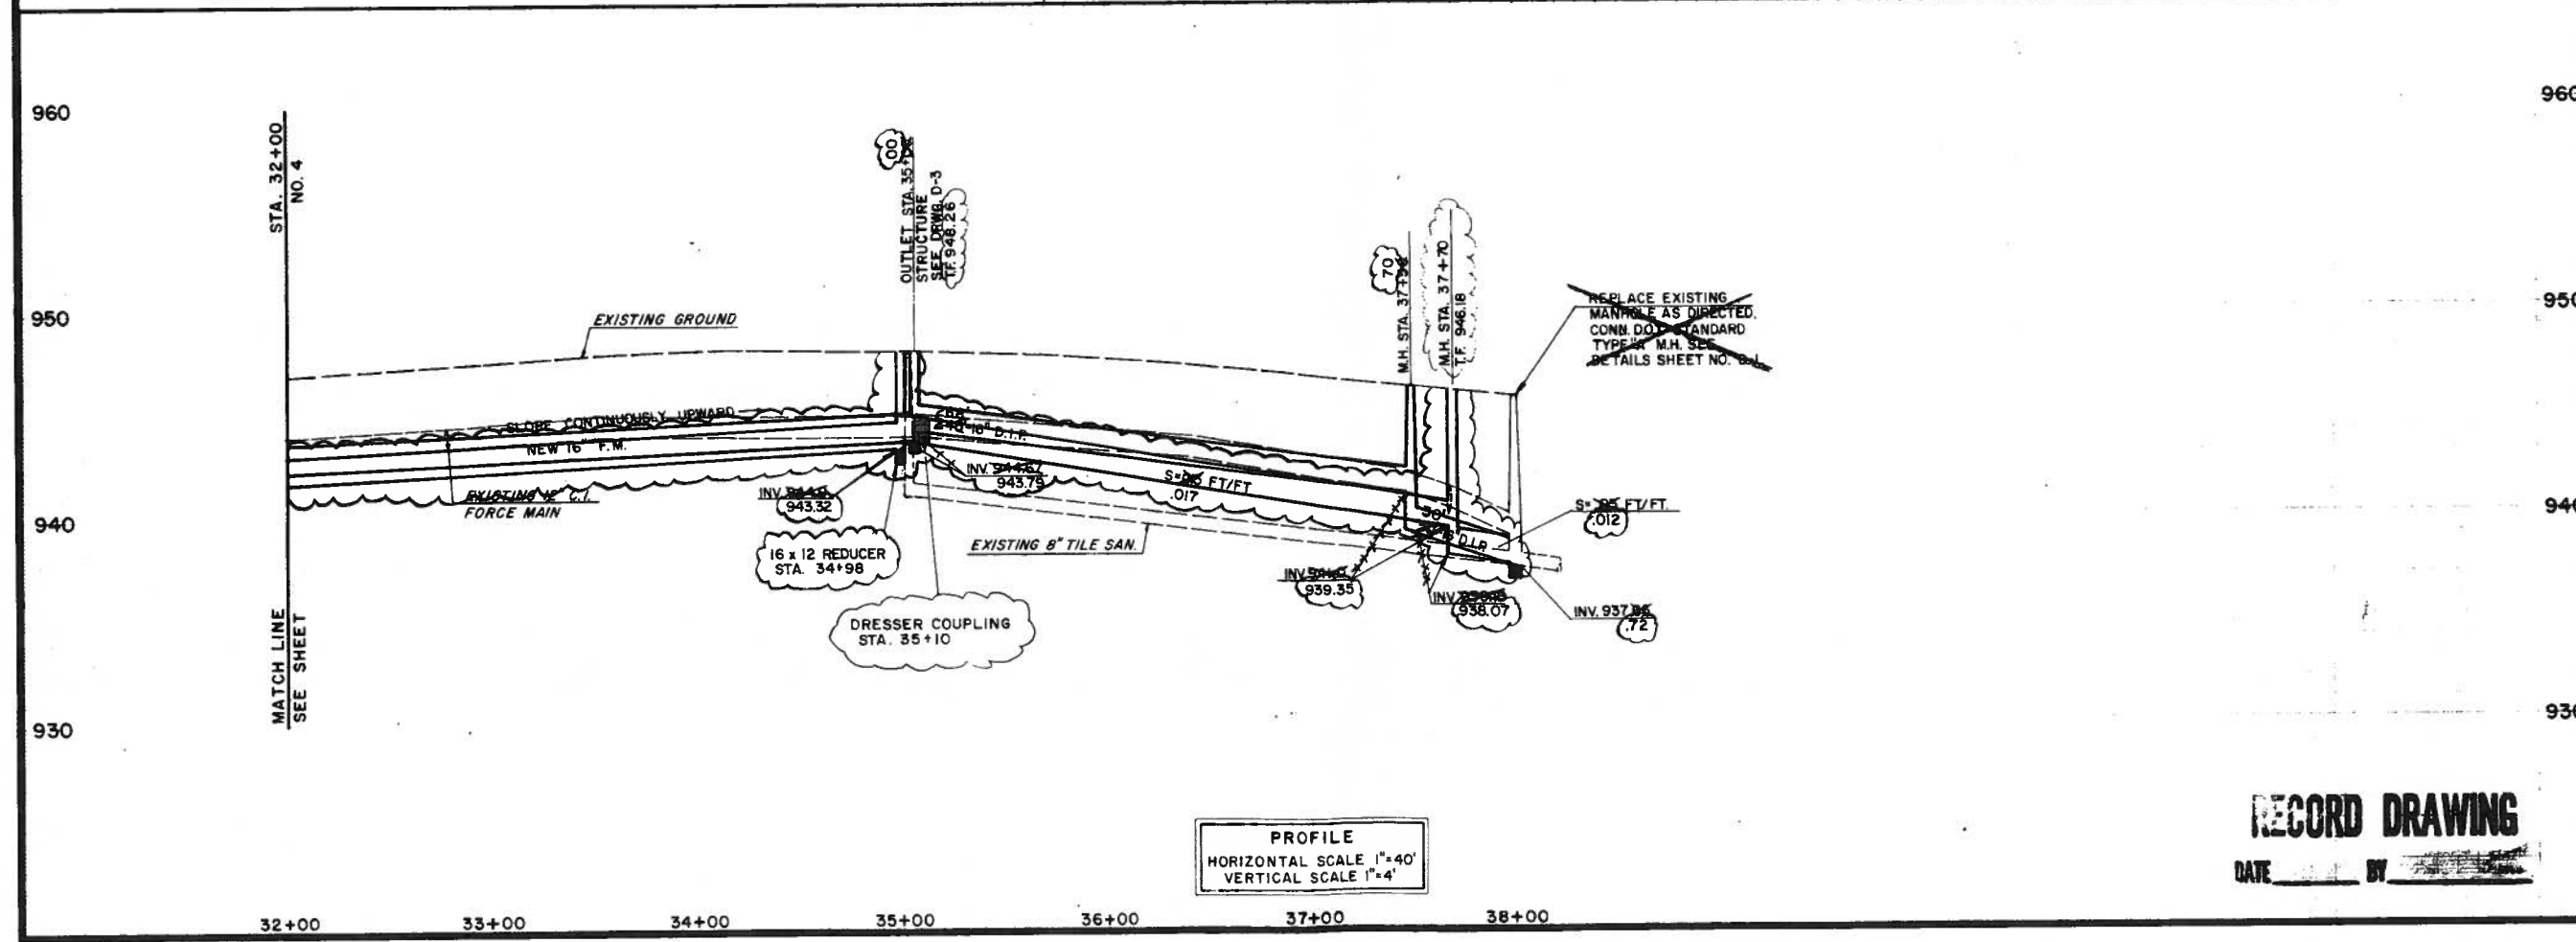 960
960
950
950
940
940
930
930
STA. 32+00
NO. 4
MATCH LINE
SEE SHEET
EXISTING GROUND
00
OUTLET STA. 35+
STRUCTURE
SEE DRWG. D-3
T.F. 948.26
70
M.H. STA. 37+
M.H. STA. 37+70
T.F. 946.18
REPLACE EXISTING
MANHOLE AS DIRECTED.
CONN. D.O.T. STANDARD
TYPE "A" M.H. SEE
DETAILS SHEET NO.
SLOPE CONTINUOUSLY UPWARD
NEW 16" F.M.
EXISTING 12" C.I.
FORCE MAIN
INV.
943.32
16 x 12 REDUCER
STA. 34+98
DRESSER COUPLING
STA. 35+10
D.I.P.
INV. 944.67
943.79
S= FT/FT
.017
EXISTING 8" TILE SAN.
30'
D.I.P.
S= FT/FT.
.012
INV.
939.35
INV.
938.07
INV. 937
.72
PROFILE
HORIZONTAL SCALE 1"=40'
VERTICAL SCALE 1"=4'
RECORD DRAWING
DATE BY
32+00
33+00
34+00
35+00
36+00
37+00
38+00